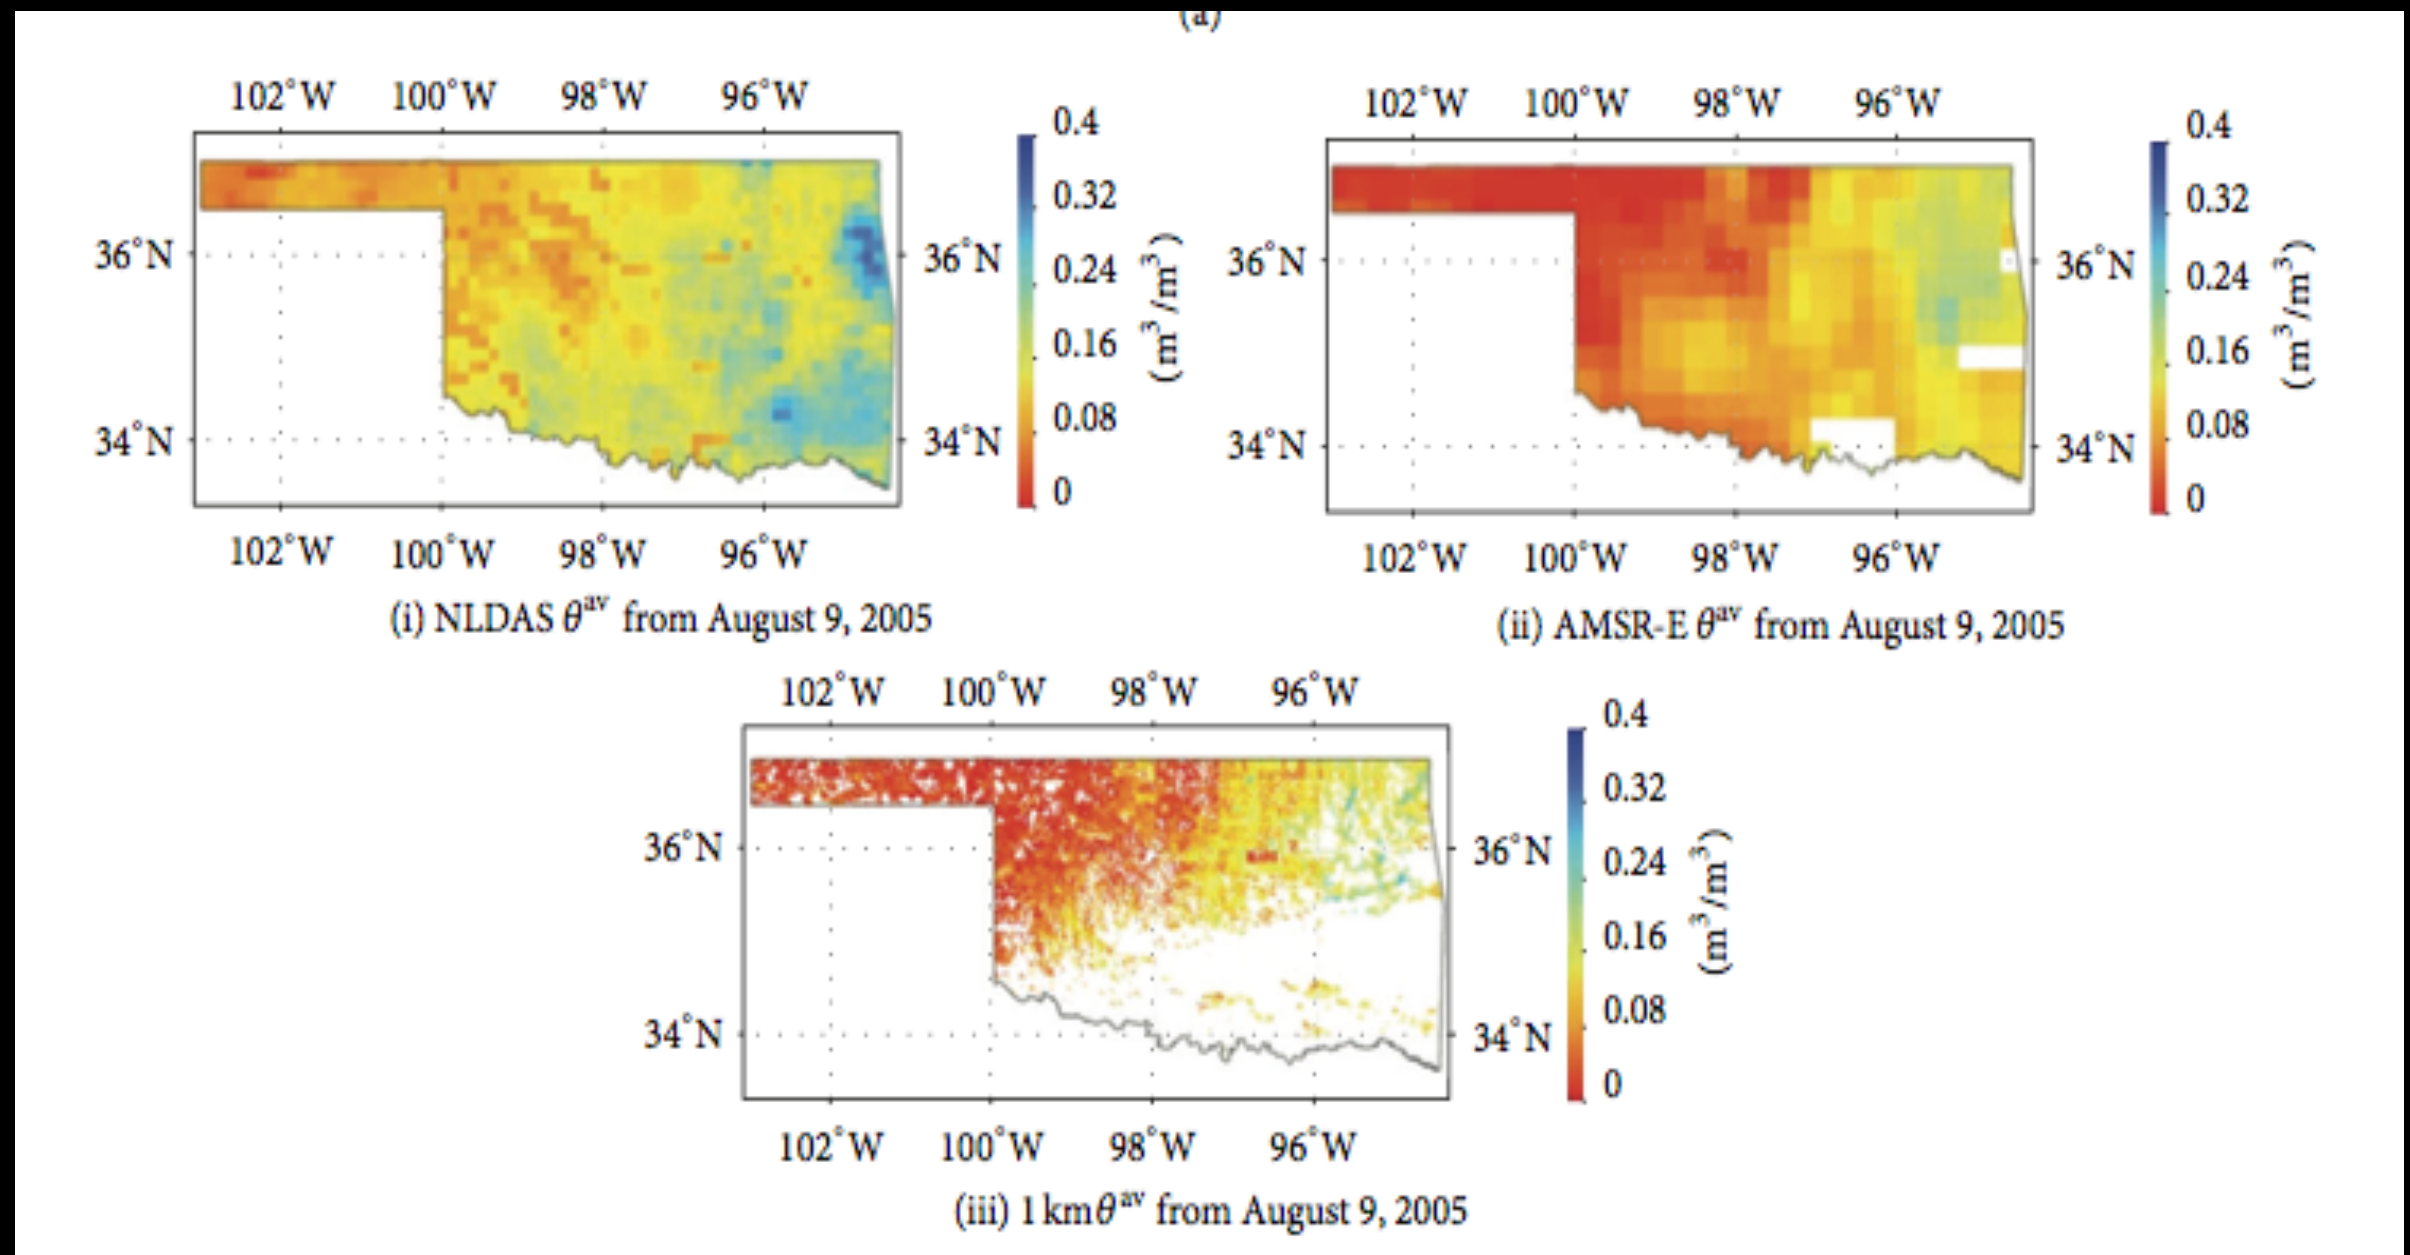 (a)
102°W 100°W 98°W 96°W
0.4
0.32
0.24
0.16
0.08
0
(m³/m³)
36°N 36°N
34°N 34°N
102°W 100°W 98°W 96°W
(i) NLDAS θᵃᵛ from August 9, 2005
102°W 100°W 98°W 96°W
0.4
0.32
0.24
0.16
0.08
0
(m³/m³)
36°N 36°N
34°N 34°N
102°W 100°W 98°W 96°W
(ii) AMSR-E θᵃᵛ from August 9, 2005
102°W 100°W 98°W 96°W
0.4
0.32
0.24
0.16
0.08
0
(m³/m³)
36°N 36°N
34°N 34°N
102°W 100°W 98°W 96°W
(iii) 1 km θᵃᵛ from August 9, 2005